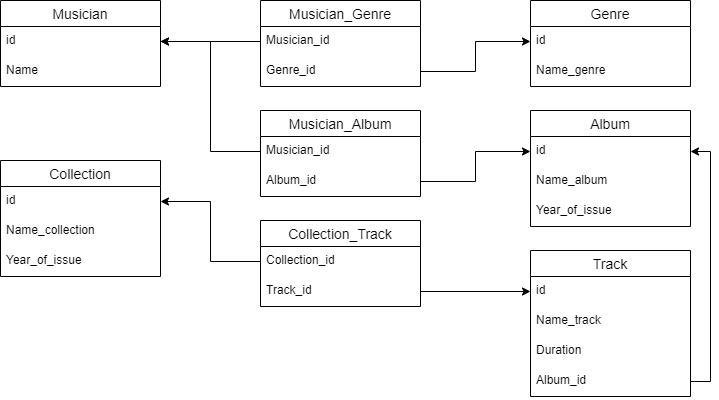 Musician
id
Name
Musician_Genre
Musician_id
Genre_id
Genre
id
Name_genre
Musician_Album
Musician_id
Album_id
Album
id
Name_album
Year_of_issue
Collection
id
Name_collection
Year_of_issue
Collection_Track
Collection_id
Track_id
Track
id
Name_track
Duration
Album_id